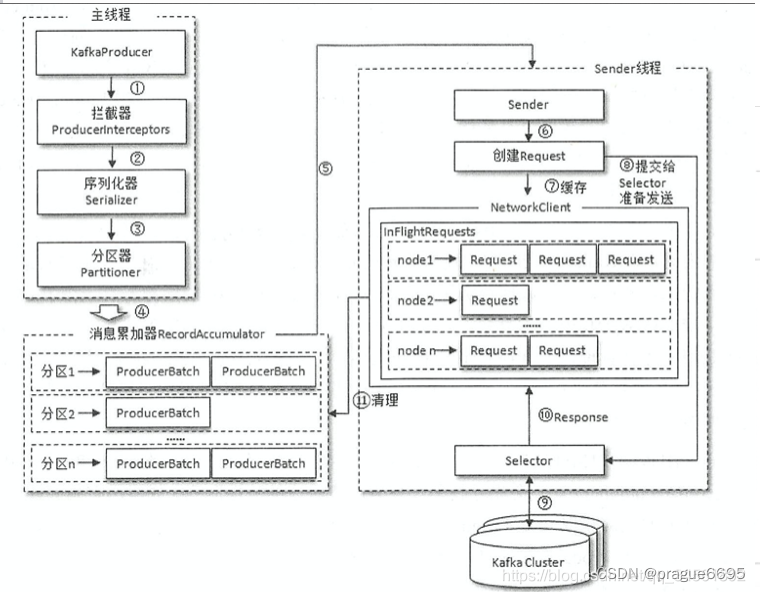 主线程
KafkaProducer
①
拦截器
ProducerInterceptors
②
序列化器
Serializer
③
分区器
Partitioner
④
消息累加器RecordAccumulator
分区1
ProducerBatch
ProducerBatch
分区2
ProducerBatch
......
分区n
ProducerBatch
ProducerBatch
⑤
Sender线程
Sender
⑥
创建Request
⑦缓存
⑧提交给
Selector
准备发送
NetworkClient
InFlightRequests
node1
Request
Request
Request
node2
Request
......
node n
Request
Request
⑪清理
⑩Response
Selector
⑨
Kafka Cluster
CSDN @prague6695